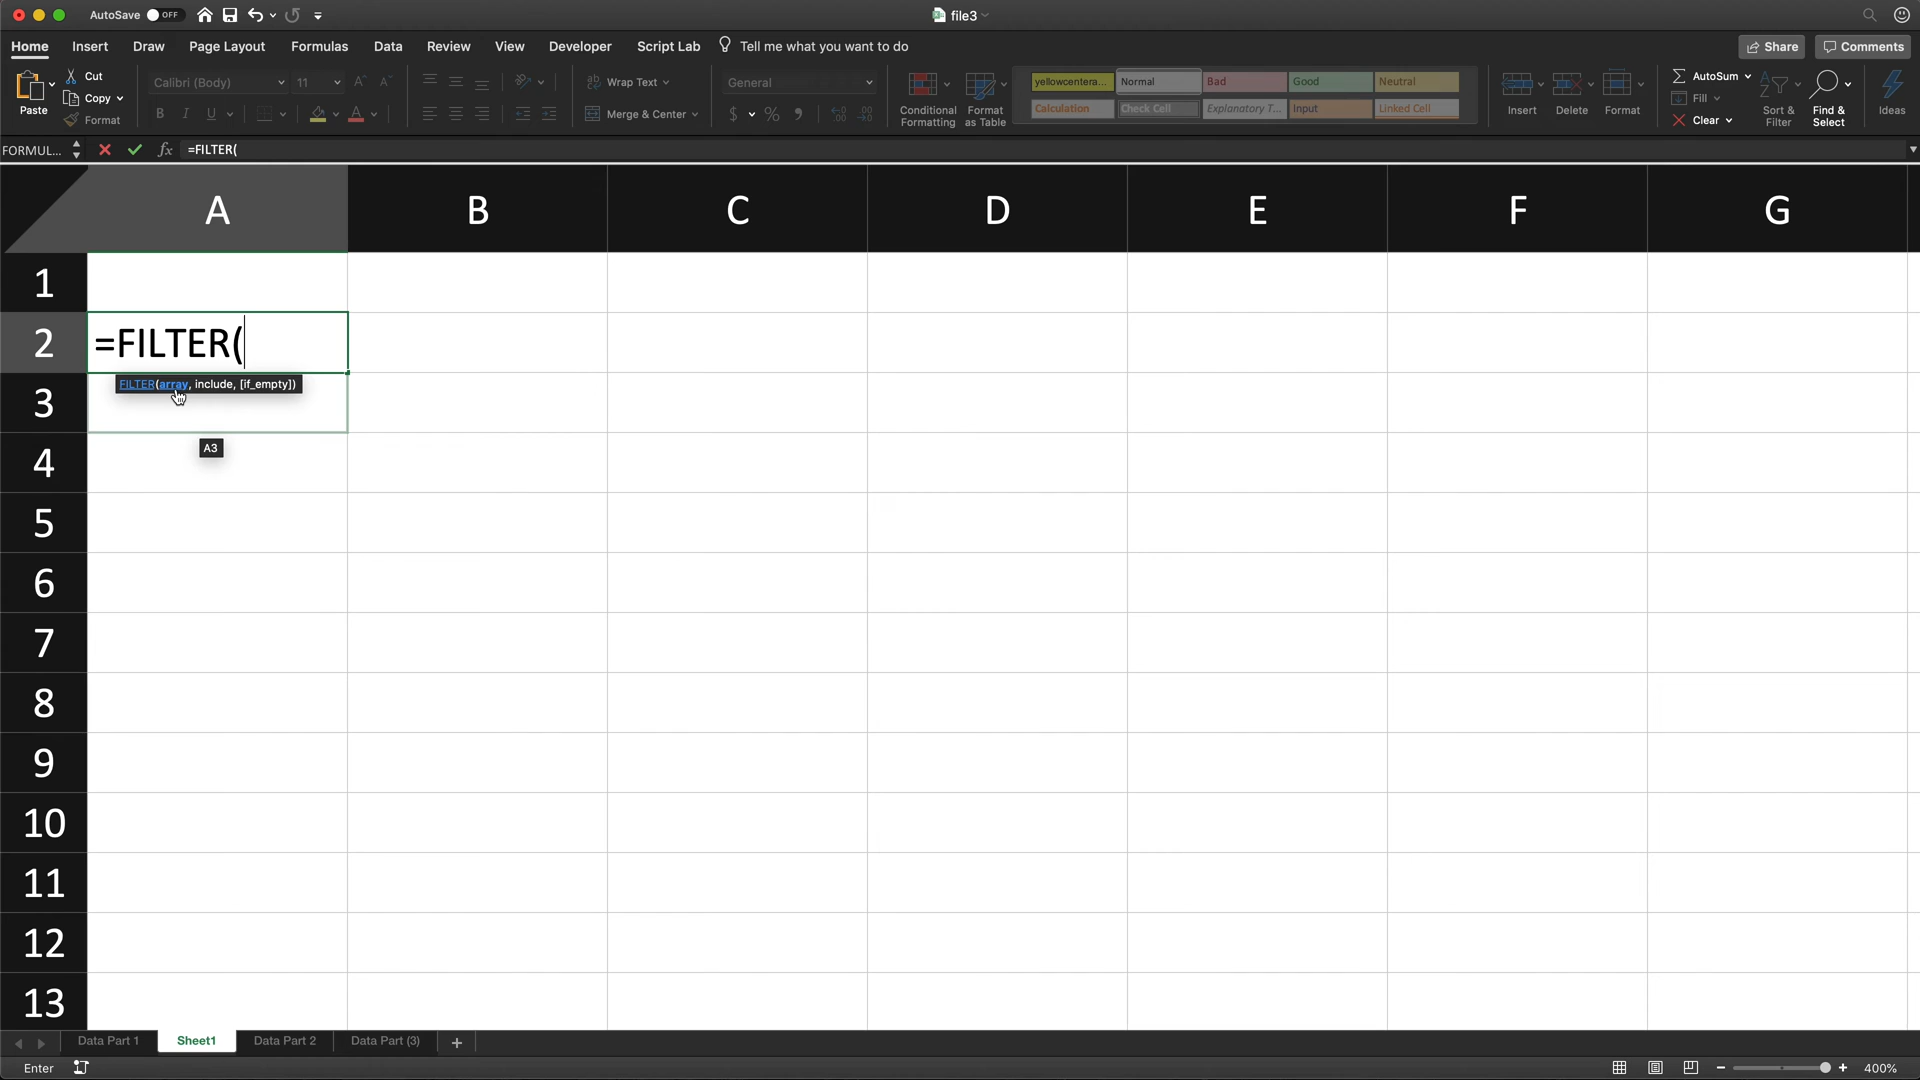 AutoSave OFF file3
Home Insert Draw Page Layout Formulas Data Review View Developer Script Lab Tell me what you want to do Share Comments
Paste Cut Copy Format
Calibri (Body) 11
B I U A
Wrap Text
Merge & Center
General
$ % 9
Conditional Formatting
Format as Table
yellowcentera... Normal Bad Good Neutral
Calculation Check Cell Explanatory T... Input Linked Cell
Insert Delete Format
AutoSum
Fill
Clear
Sort & Filter
Find & Select
Ideas
FORMUL... fx =FILTER(
A B C D E F G
1
2 =FILTER(
FILTER(array, include, [if_empty])
3
A3
4
5
6
7
8
9
10
11
12
13
Data Part 1 Sheet1 Data Part 2 Data Part (3) +
Enter 400%